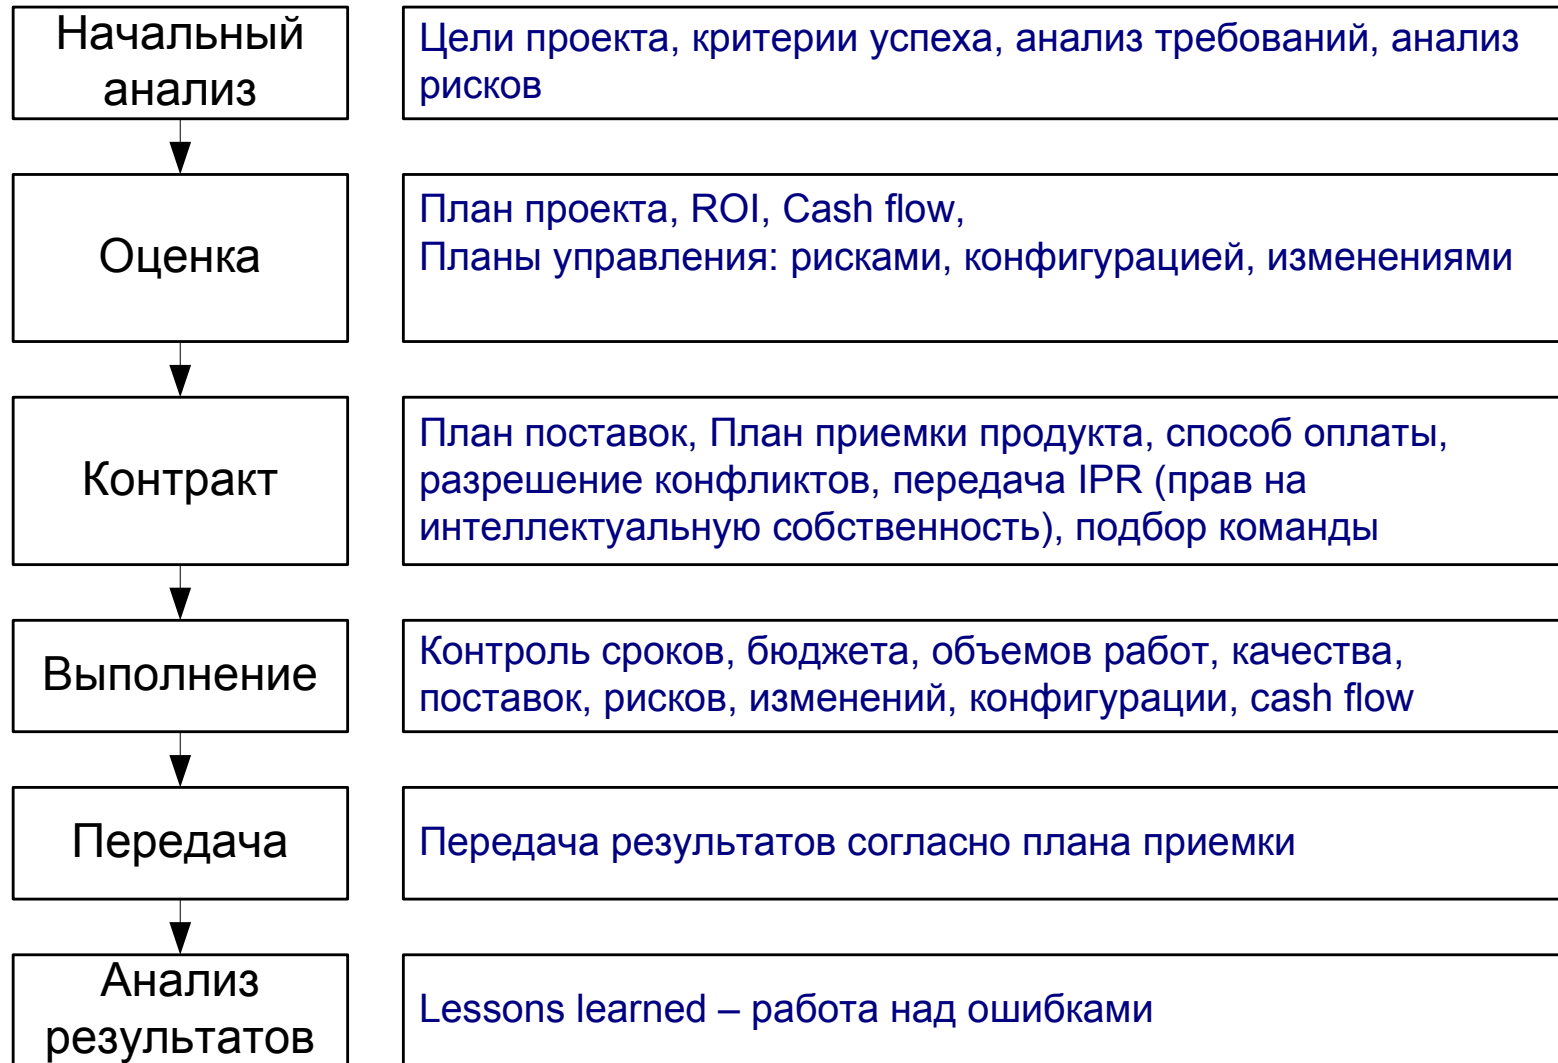 Начальный
анализ
Цели проекта, критерии успеха, анализ требований, анализ
рисков
Оценка
План проекта, ROI, Cash flow,
Планы управления: рисками, конфигурацией, изменениями
Контракт
План поставок, План приемки продукта, способ оплаты,
разрешение конфликтов, передача IPR (прав на
интеллектуальную собственность), подбор команды
Выполнение
Контроль сроков, бюджета, объемов работ, качества,
поставок, рисков, изменений, конфигурации, cash flow
Передача
Передача результатов согласно плана приемки
Анализ
результатов
Lessons learned – работа над ошибками